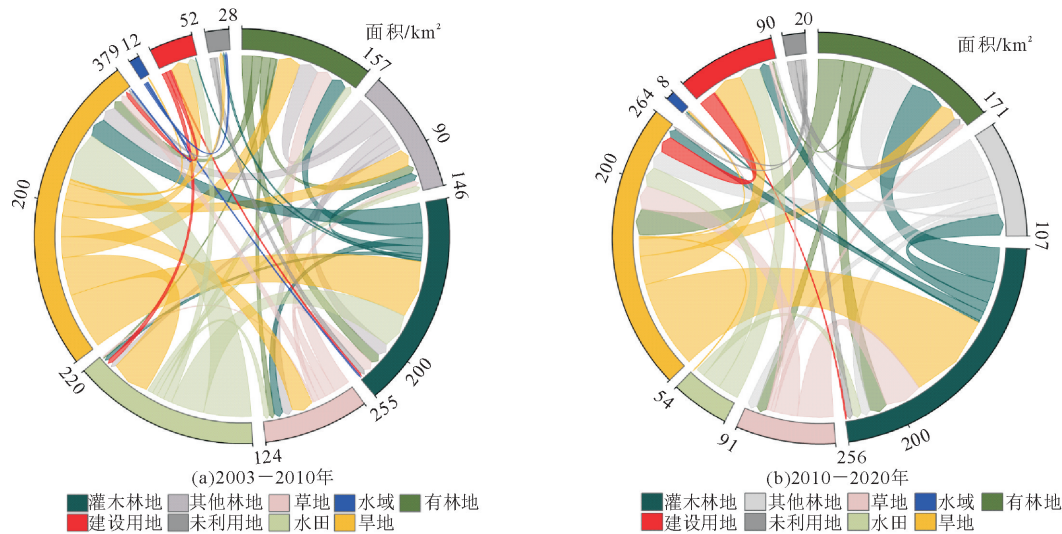 面积/km²
28
52
12
379
157
90
146
200
200
220
255
124
(a)2003－2010年
灌木林地 其他林地 草地 水域 有林地
建设用地 未利用地 水田 旱地
面积/km²
20
90
8
264
171
107
200
54
91
256
200
(b)2010－2020年
灌木林地 其他林地 草地 水域 有林地
建设用地 未利用地 水田 旱地